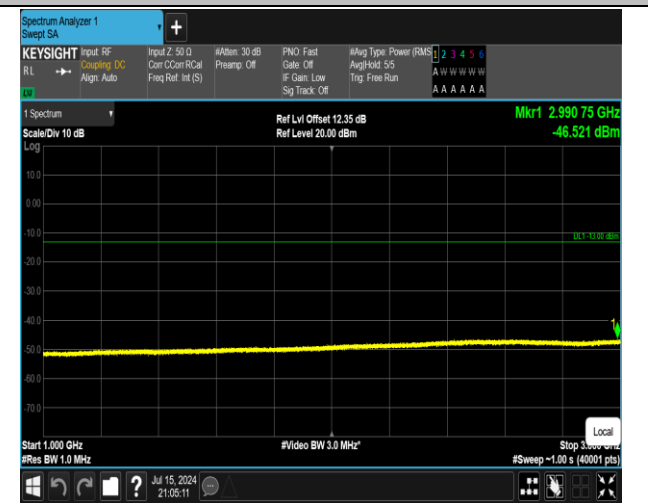 Spectrum Analyzer 1
Swept SA
+
KEYSIGHT Input: RF Input Z: 50 Ω #Atten: 30 dB PNO: Fast #Avg Type: Power (RMS 1 2 3 4 5 6
RL Coupling: DC Corr CCorr RCal Preamp: Off Gate: Off Avg|Hold: 5/5 A W W W W W
Align: Auto Freq Ref: Int (S) IF Gain: Low Trig: Free Run
Sig Track: Off A A A A A A
1 Spectrum
Mkr1 2.990 75 GHz
Ref Lvl Offset 12.35 dB
Scale/Div 10 dB Ref Level 20.00 dBm -46.521 dBm
Log
10.0
0.00
-10.0
DL1 -13.00 dBm
-20.0
-30.0
-40.0
1
-50.0
-60.0
-70.0
Local
Start 1.000 GHz #Video BW 3.0 MHz* Stop
#Res BW 1.0 MHz #Sweep ~1.00 s (40001 pts)
? Jul 15, 2024
21:05:11